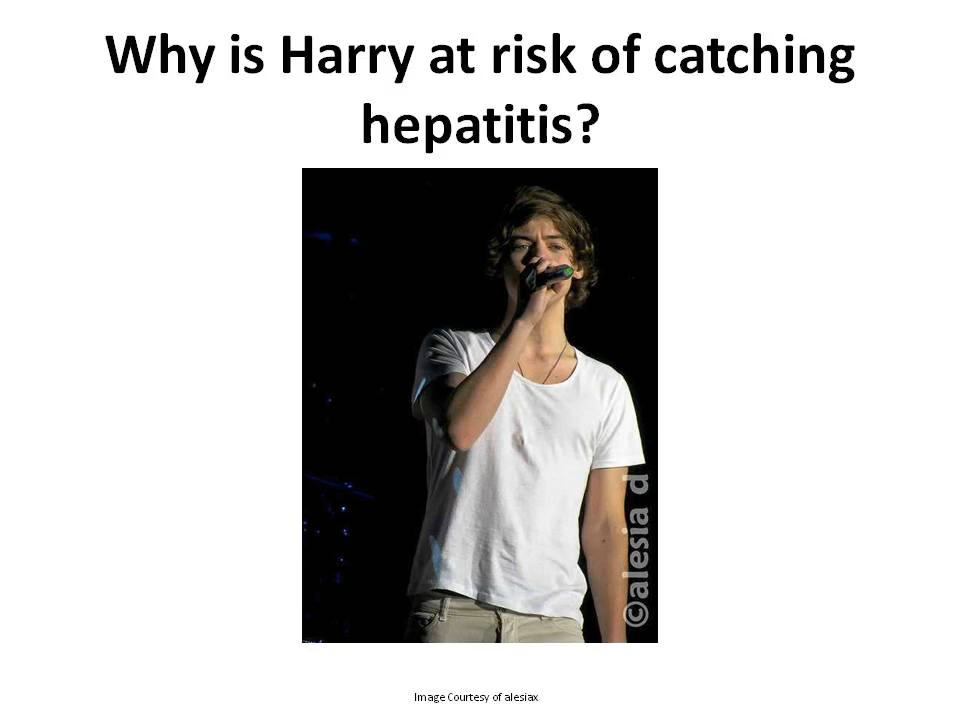 Why is Harry at risk of catching
hepatitis?
©alesia d
Image Courtesy of alesiax